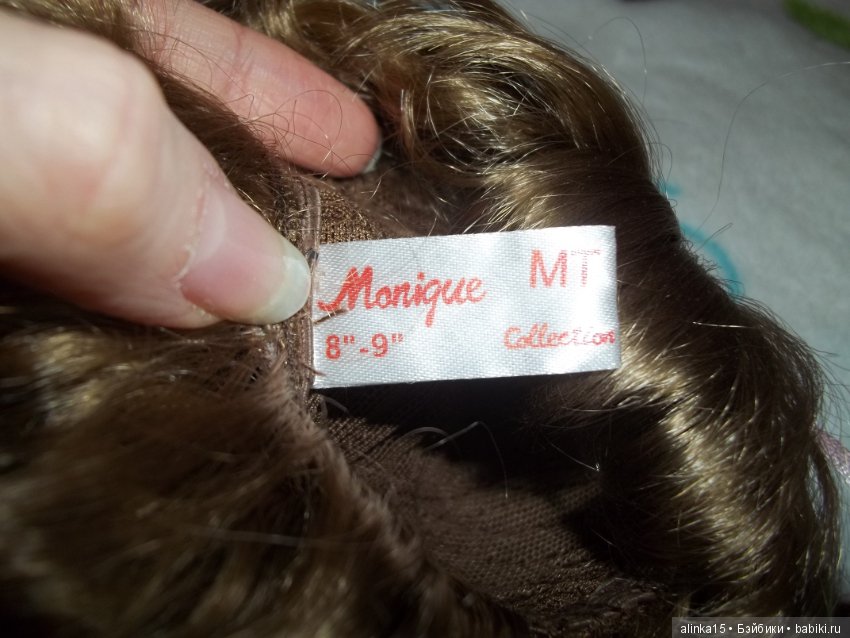 Monique MT
8"-9" Collection
alinka15 • Бэйбики • babiki.ru